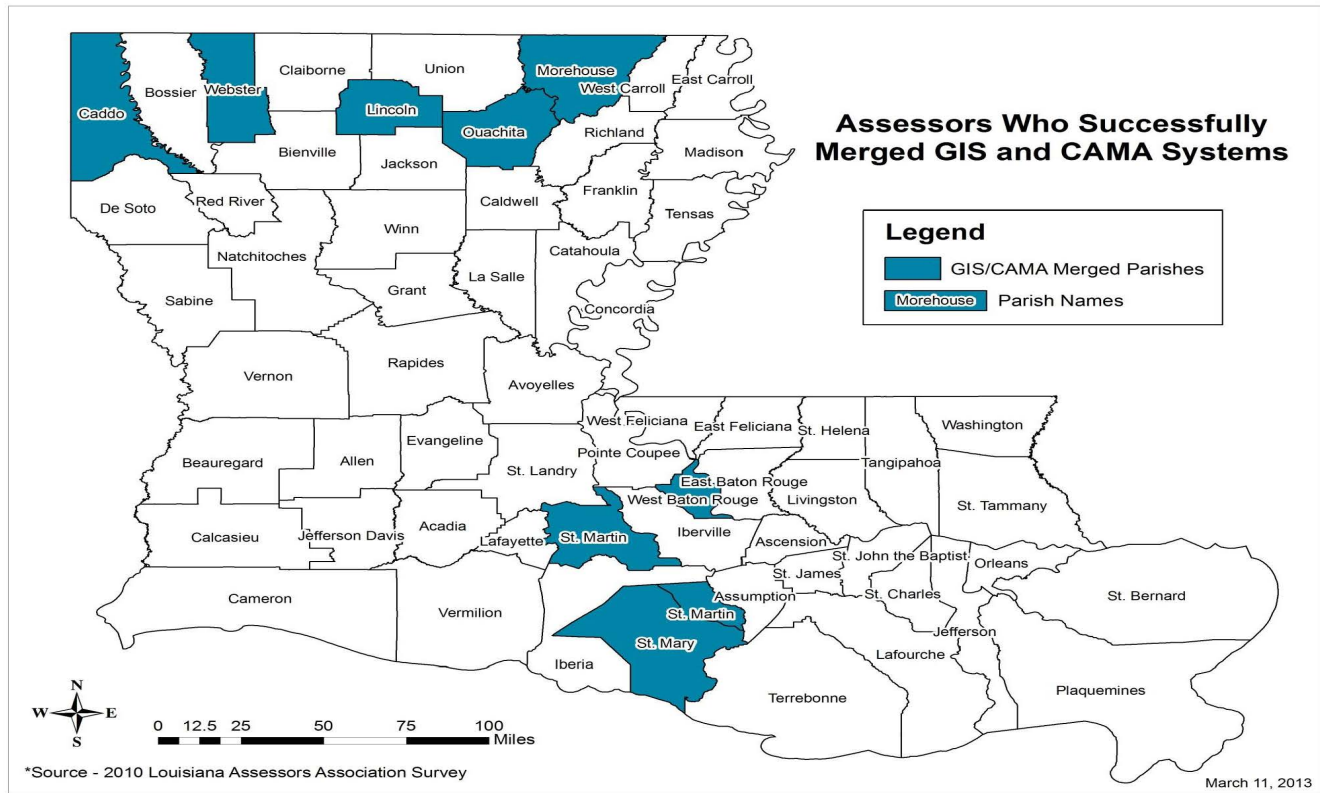 Assessors Who Successfully
Merged GIS and CAMA Systems
Legend
GIS/CAMA Merged Parishes
Morehouse Parish Names
Caddo
Bossier
Webster
Claiborne
Union
Morehouse
West Carroll
East Carroll
Lincoln
Ouachita
Richland
Madison
Bienville
Jackson
De Soto
Red River
Caldwell
Franklin
Tensas
Winn
Natchitoches
Catahoula
La Salle
Grant
Sabine
Concordia
Rapides
Vernon
Avoyelles
West Feliciana
East Feliciana
St. Helena
Washington
Evangeline
Pointe Coupee
Tangipahoa
Beauregard
Allen
St. Landry
East Baton Rouge
West Baton Rouge
Livingston
St. Tammany
Calcasieu
Jefferson Davis
Acadia
Lafayette
St. Martin
Iberville
Ascension
St. John the Baptist
Orleans
St. James
Cameron
Vermilion
Assumption
St. Charles
St. Bernard
St. Martin
Jefferson
St. Mary
Lafourche
Iberia
Terrebonne
Plaquemines
N
W E
S
0 12.5 25 50 75 100
Miles
*Source - 2010 Louisiana Assessors Association Survey
March 11, 2013